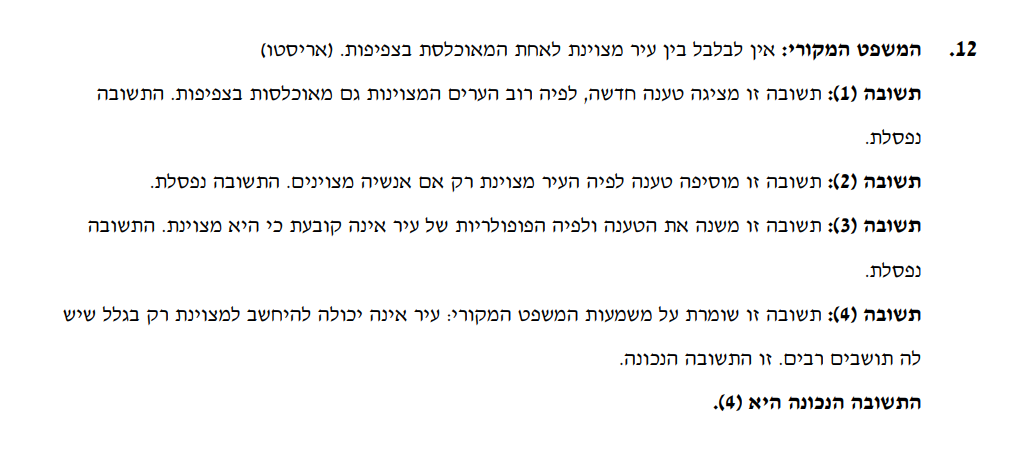 12. המשפט המקורי: אין לבלבל בין עיר מצוינת לאחת המאוכלסת בצפיפות. (אריסטו)
תשובה (1): תשובה זו מציגה טענה חדשה, לפיה רוב הערים המצוינות גם מאוכלסות בצפיפות. התשובה
נפסלת.
תשובה (2): תשובה זו מוסיפה טענה לפיה העיר מצוינת רק אם אנשיה מצוינים. התשובה נפסלת.
תשובה (3): תשובה זו משנה את הטענה ולפיה הפופולריות של עיר אינה קובעת כי היא מצוינת. התשובה
נפסלת.
תשובה (4): תשובה זו שומרת על משמעות המשפט המקורי: עיר אינה יכולה להיחשב למצוינת רק בגלל שיש
לה תושבים רבים. זו התשובה הנכונה.
התשובה הנכונה היא (4).